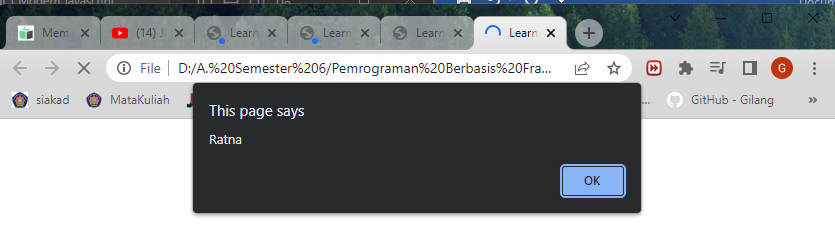 Mem
(14) J
Learn
Learn
Learn
Learn
File
D:/A.%20Semester%206/Pemrograman%20Berbasis%20Fra...
G
siakad
MataKuliah
...
GitHub - Gilang
»
This page says
Ratna
OK